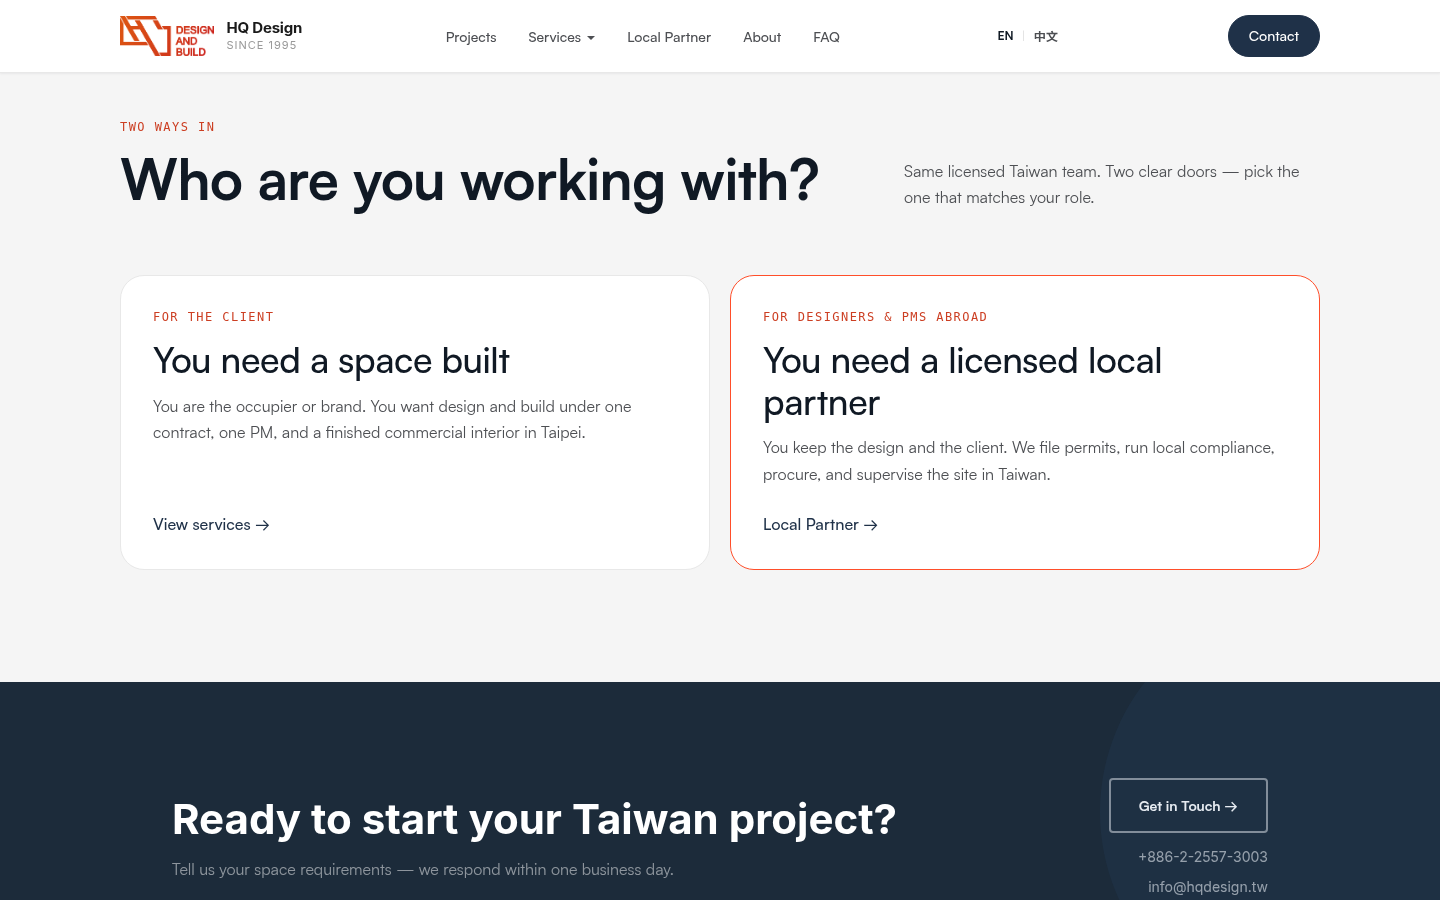 DESIGN
AND
BUILD
HQ Design
SINCE 1995
Projects
Services
Local Partner
About
FAQ
EN
中文
Contact
TWO WAYS IN
Who are you working with?
Same licensed Taiwan team. Two clear doors — pick the
one that matches your role.
FOR THE CLIENT
You need a space built
You are the occupier or brand. You want design and build under one
contract, one PM, and a finished commercial interior in Taipei.
View services →
FOR DESIGNERS & PMS ABROAD
You need a licensed local
partner
You keep the design and the client. We file permits, run local compliance,
procure, and supervise the site in Taiwan.
Local Partner →
Ready to start your Taiwan project?
Tell us your space requirements — we respond within one business day.
Get in Touch →
+886-2-2557-3003
info@hqdesign.tw